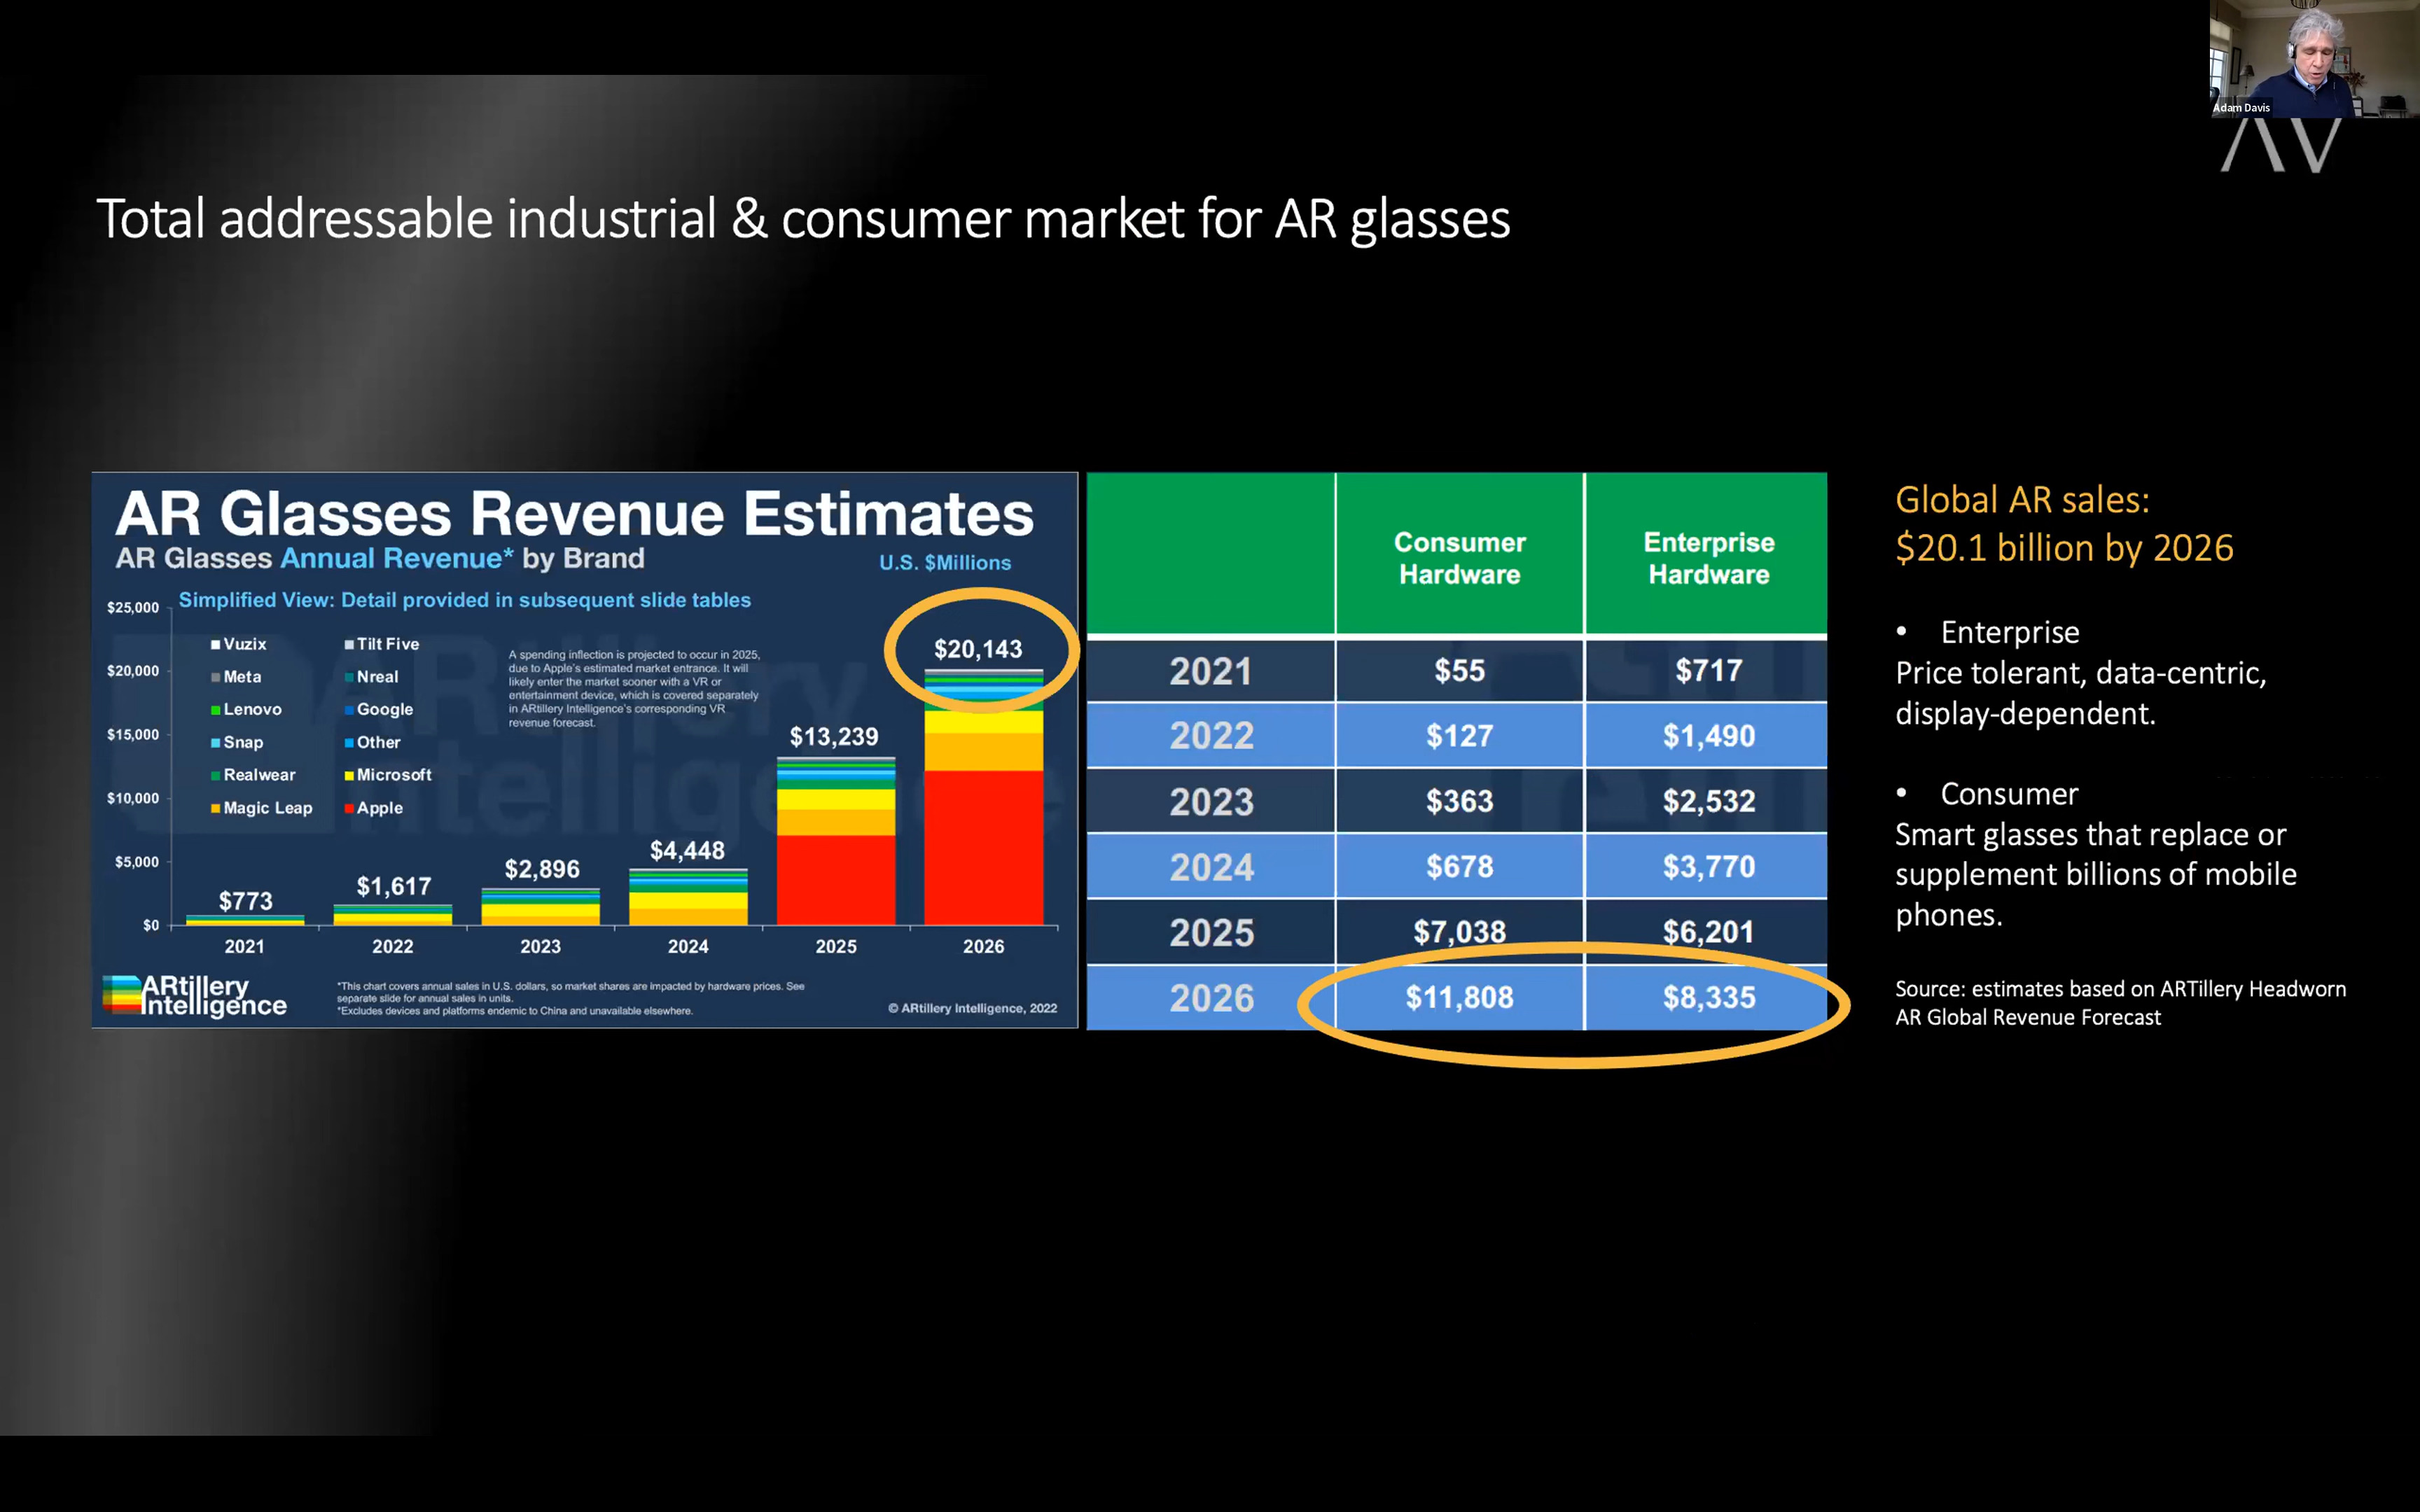 Adam Davis
AV
Total addressable industrial & consumer market for AR glasses
AR Glasses Revenue Estimates
AR Glasses Annual Revenue* by Brand
U.S. $Millions
Simplified View: Detail provided in subsequent slide tables
$25,000
$20,000
$15,000
$10,000
$5,000
$0
Vuzix
Tilt Five
Meta
Nreal
Lenovo
Google
Snap
Other
Realwear
Microsoft
Magic Leap
Apple
A spending inflection is projected to occur in 2025,
due to Apple's estimated market entrance. It will
likely enter the market sooner with a VR or
entertainment device, which is covered separately
in ARtillery Intelligence's corresponding VR
revenue forecast.
$773
$1,617
$2,896
$4,448
$13,239
$20,143
2021
2022
2023
2024
2025
2026
ARtillery
Intelligence
*This chart covers annual sales in U.S. dollars, so market shares are impacted by hardware prices. See
separate slide for annual sales in units.
*Excludes devices and platforms endemic to China and unavailable elsewhere.
© ARtillery Intelligence, 2022
Consumer
Hardware
Enterprise
Hardware
2021 $55 $717
2022 $127 $1,490
2023 $363 $2,532
2024 $678 $3,770
2025 $7,038 $6,201
2026 $11,808 $8,335
Global AR sales:
$20.1 billion by 2026
• Enterprise
Price tolerant, data-centric,
display-dependent.
• Consumer
Smart glasses that replace or
supplement billions of mobile
phones.
Source: estimates based on ARTillery Headworn
AR Global Revenue Forecast